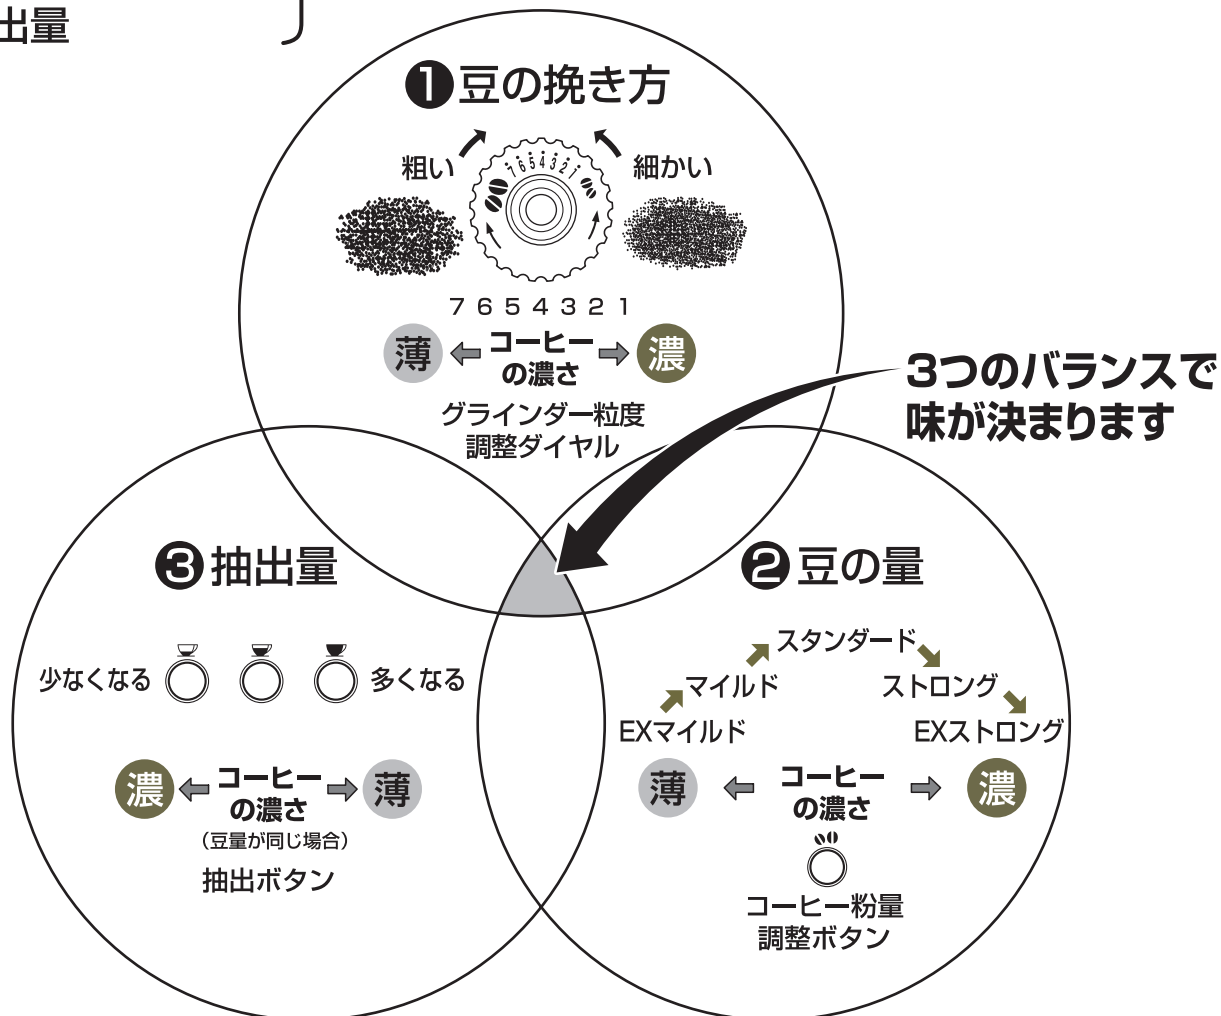 出量
❶豆の挽き方
粗い
細かい
7 6 5 4 3 2 1
7 6 5 4 3 2 1
薄
コーヒー
の濃さ
濃
グラインダー粒度
調整ダイヤル
3つのバランスで
味が決まります
❸抽出量
少なくなる
多くなる
濃
コーヒー
の濃さ
薄
（豆量が同じ場合）
抽出ボタン
❷豆の量
スタンダード
マイルド
ストロング
EXマイルド
EXストロング
薄
コーヒー
の濃さ
濃
コーヒー粉量
調整ボタン